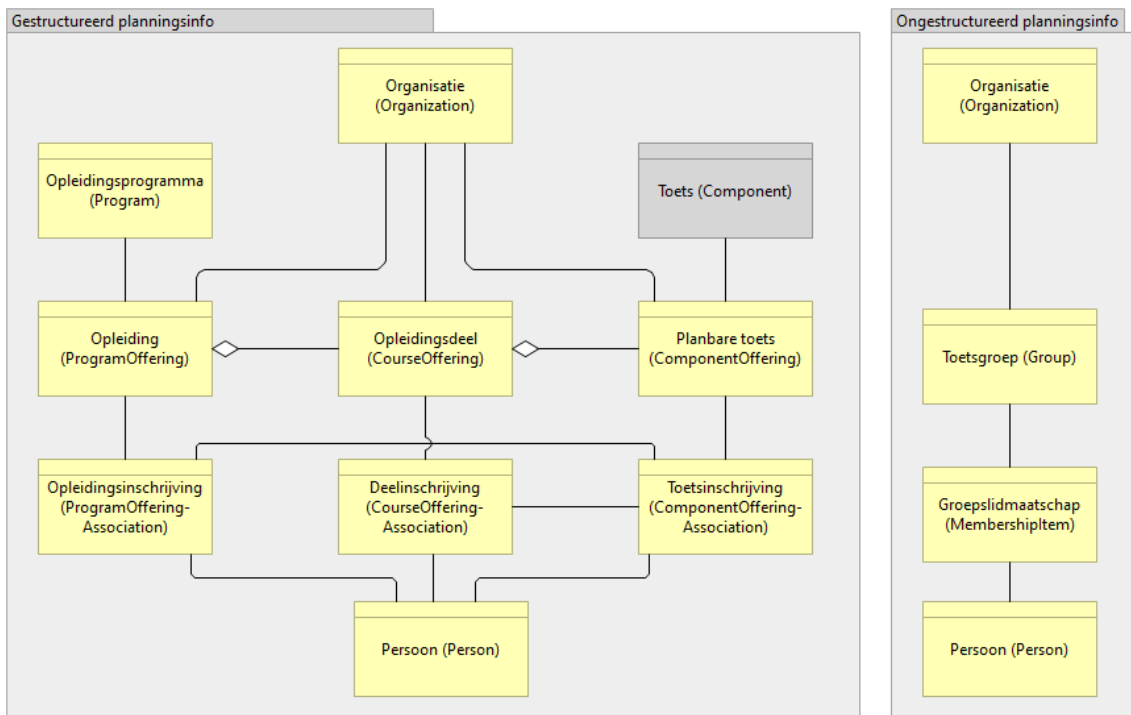 Gestructureerd planningsinfo
Organisatie
(Organization)
Opleidingsprogramma
(Program)
Toets (Component)
Opleiding
(ProgramOffering)
Opleidingsdeel
(CourseOffering)
Planbare toets
(ComponentOffering)
Opleidingsinschrijving
(ProgramOffering-
Association)
Deelinschrijving
(CourseOffering-
Association)
Toetsinschrijving
(ComponentOffering-
Association)
Persoon (Person)
Ongestructureerd planningsinfo
Organisatie
(Organization)
Toetsgroep (Group)
Groepslidmaatschap
(MembershipItem)
Persoon (Person)